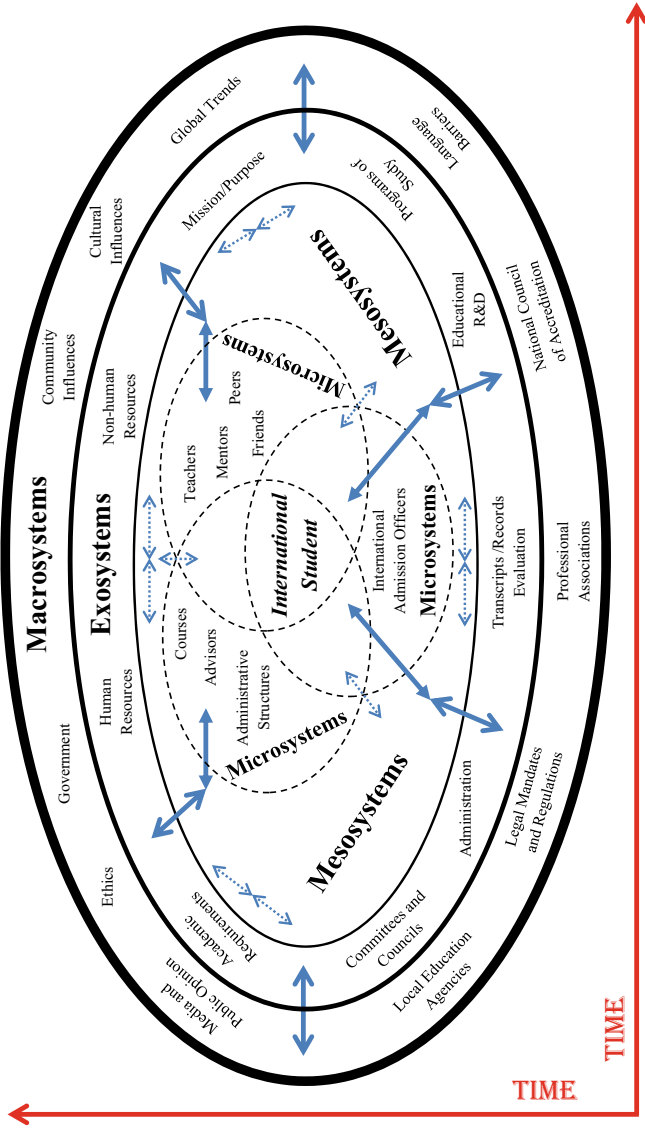 Macrosystems
Government
Community
Influences
Ethics
Cultural
Influences
Exosystems
Human
Resources
Non-human
Resources
Media and
Public Opinion
Global Trends
Academic
Requirements
Mission/Purpose
Courses
Advisors
Administrative
Structures
Microsystems
Teachers
Mentors
Peers
Friends
Microsystems
International
Student
Mesosystems
Mesosystems
International
Admission Officers
Microsystems
Committees and
Councils
Programs of
Study
Administration
Educational
R&D
Transcripts /Records
Evaluation
Local Education
Agencies
Language
Barriers
Legal Mandates
and Regulations
National Council
of Accreditation
Professional
Associations
TIME
TIME